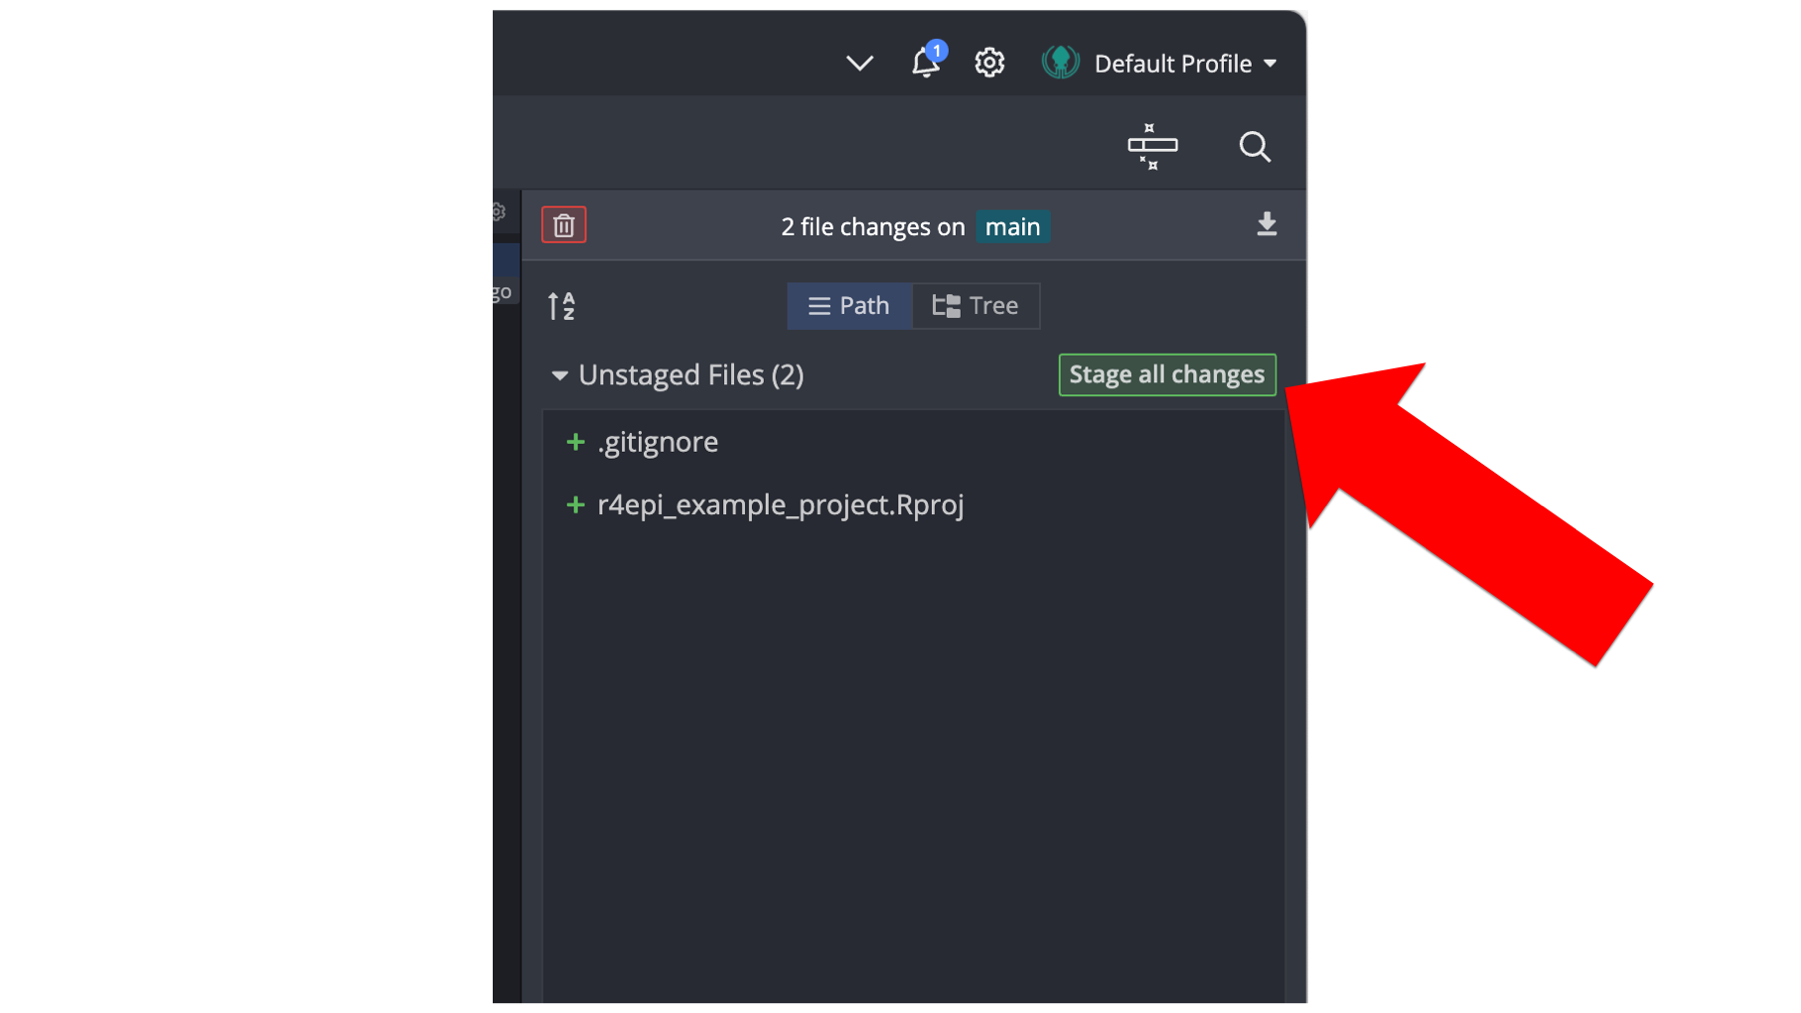 1
Default Profile
2 file changes on main
go
A
Z
Path
Tree
Unstaged Files (2)
Stage all changes
+ .gitignore
+ r4epi_example_project.Rproj